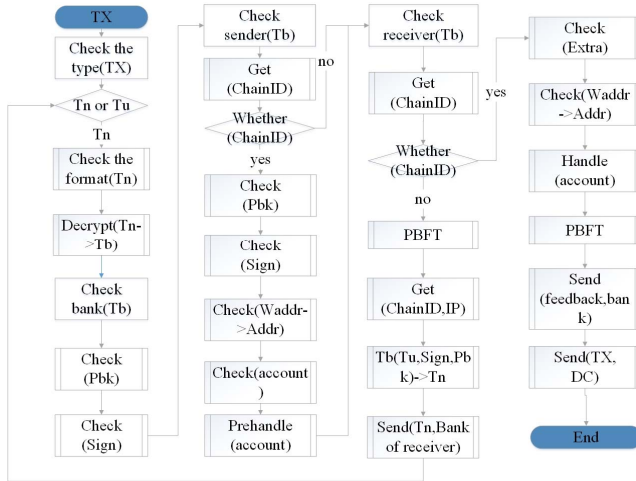 TX
Check the
type(TX)
Tn or Tu
Tn
Check the
format(Tn)
Decrypt(Tn-
>Tb)
Check
bank(Tb)
Check
(Pbk)
Check
(Sign)
Check
sender(Tb)
no
Get
(ChainID)
Whether
(ChainID)
yes
Check
(Pbk)
Check
(Sign)
Check(Waddr-
>Addr)
Check(account
)
Prehandle
(account)
Check
receiver(Tb)
Get
(ChainID)
yes
Whether
(ChainID)
no
PBFT
Get
(ChainID,IP)
Tb(Tu,Sign,Pb
k)->Tn
Send(Tn,Bank
of receiver)
Check
(Extra)
Check(Waddr
->Addr)
Handle
(account)
PBFT
Send
(feedback,ban
k)
Send(TX,
DC)
End